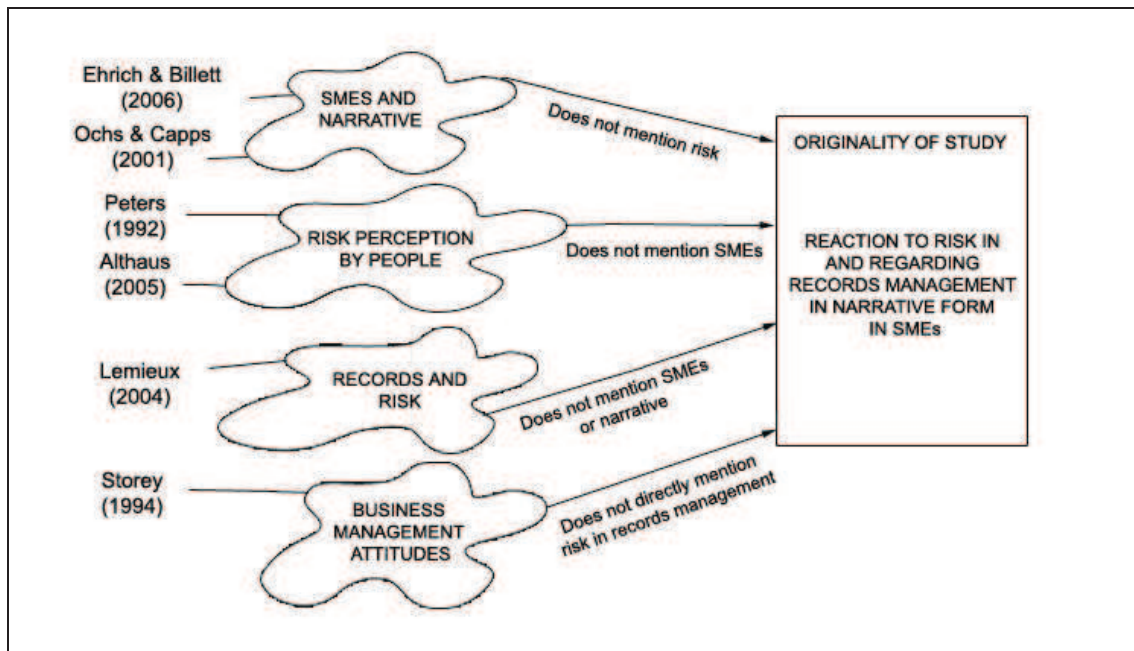 Ehrich & Billett
(2006)
Ochs & Capps
(2001)
SMES AND
NARRATIVE
Does not mention risk
Peters
(1992)
Althaus
(2005)
RISK PERCEPTION
BY PEOPLE
Does not mention SMEs
Lemieux
(2004)
RECORDS AND
RISK
Does not mention SMEs
or narrative
Storey
(1994)
BUSINESS
MANAGEMENT
ATTITUDES
Does not directly mention
risk in records management
ORIGINALITY OF STUDY
REACTION TO RISK IN
AND REGARDING
RECORDS MANAGEMENT
IN NARRATIVE FORM
IN SMEs